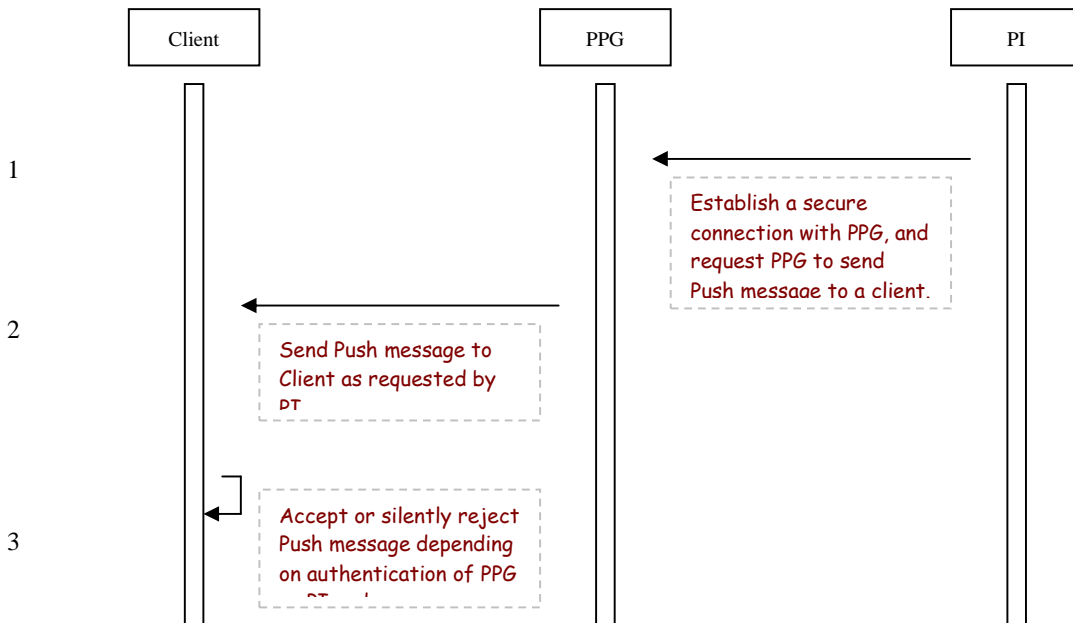 Client PPG PI
1
Establish a secure
connection with PPG, and
request PPG to send
Push message to a client.
2
Send Push message to
Client as requested by
PI
3
Accept or silently reject
Push message depending
on authentication of PPG